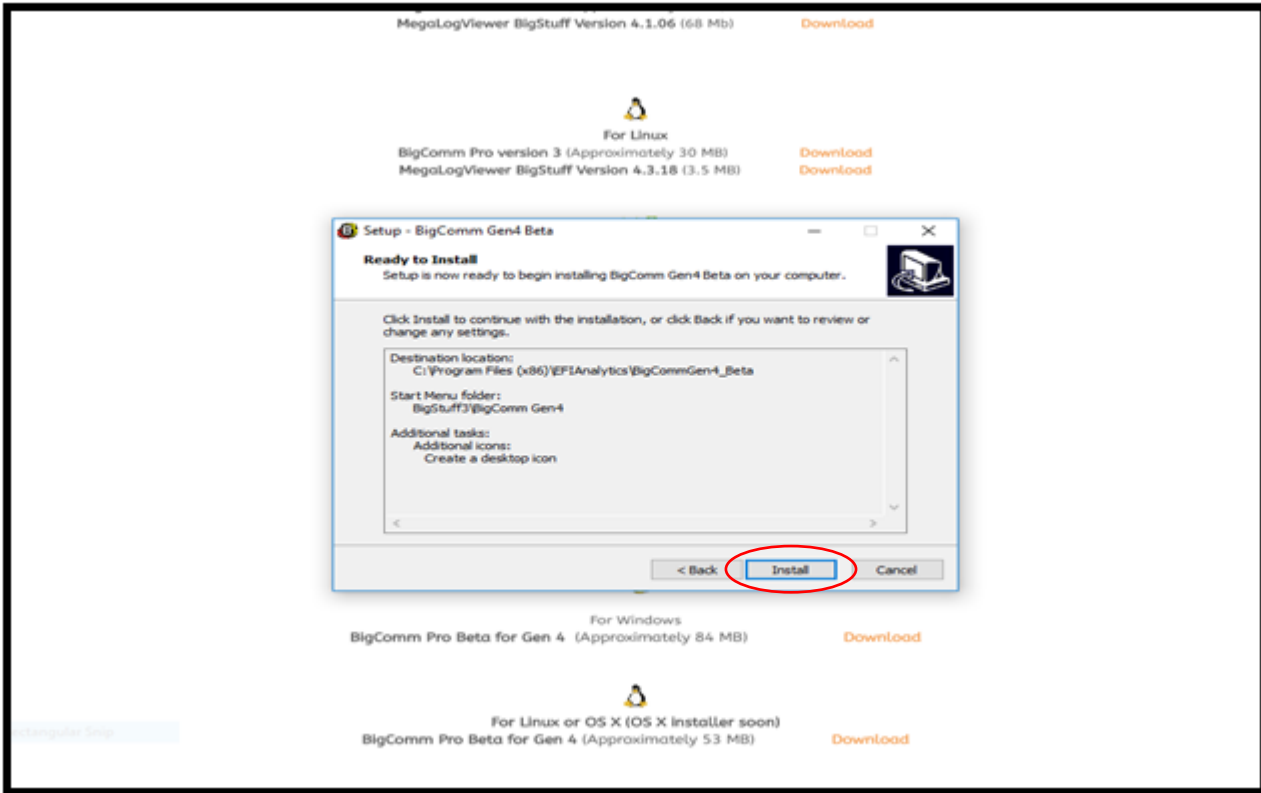 MegaLogViewer BigStuff Version 4.1.06 (68 Mb) Download
For Linux
BigComm Pro version 3 (Approximately 30 MB) Download
MegaLogViewer BigStuff Version 4.3.18 (3.5 MB) Download
Setup - BigComm Gen4 Beta
Ready to Install
Setup is now ready to begin installing BigComm Gen4 Beta on your computer.
Click Install to continue with the installation, or click Back if you want to review or
change any settings.
Destination location:
C:\Program Files (x86)\EFIAnalytics\BigCommGen4_Beta
Start Menu folder:
BigStuff3\BigComm Gen4
Additional tasks:
Additional icons:
Create a desktop icon
< Back Install Cancel
For Windows
BigComm Pro Beta for Gen 4 (Approximately 84 MB) Download
For Linux or OS X (OS X installer soon)
ectangular Snip
BigComm Pro Beta for Gen 4 (Approximately 53 MB) Download